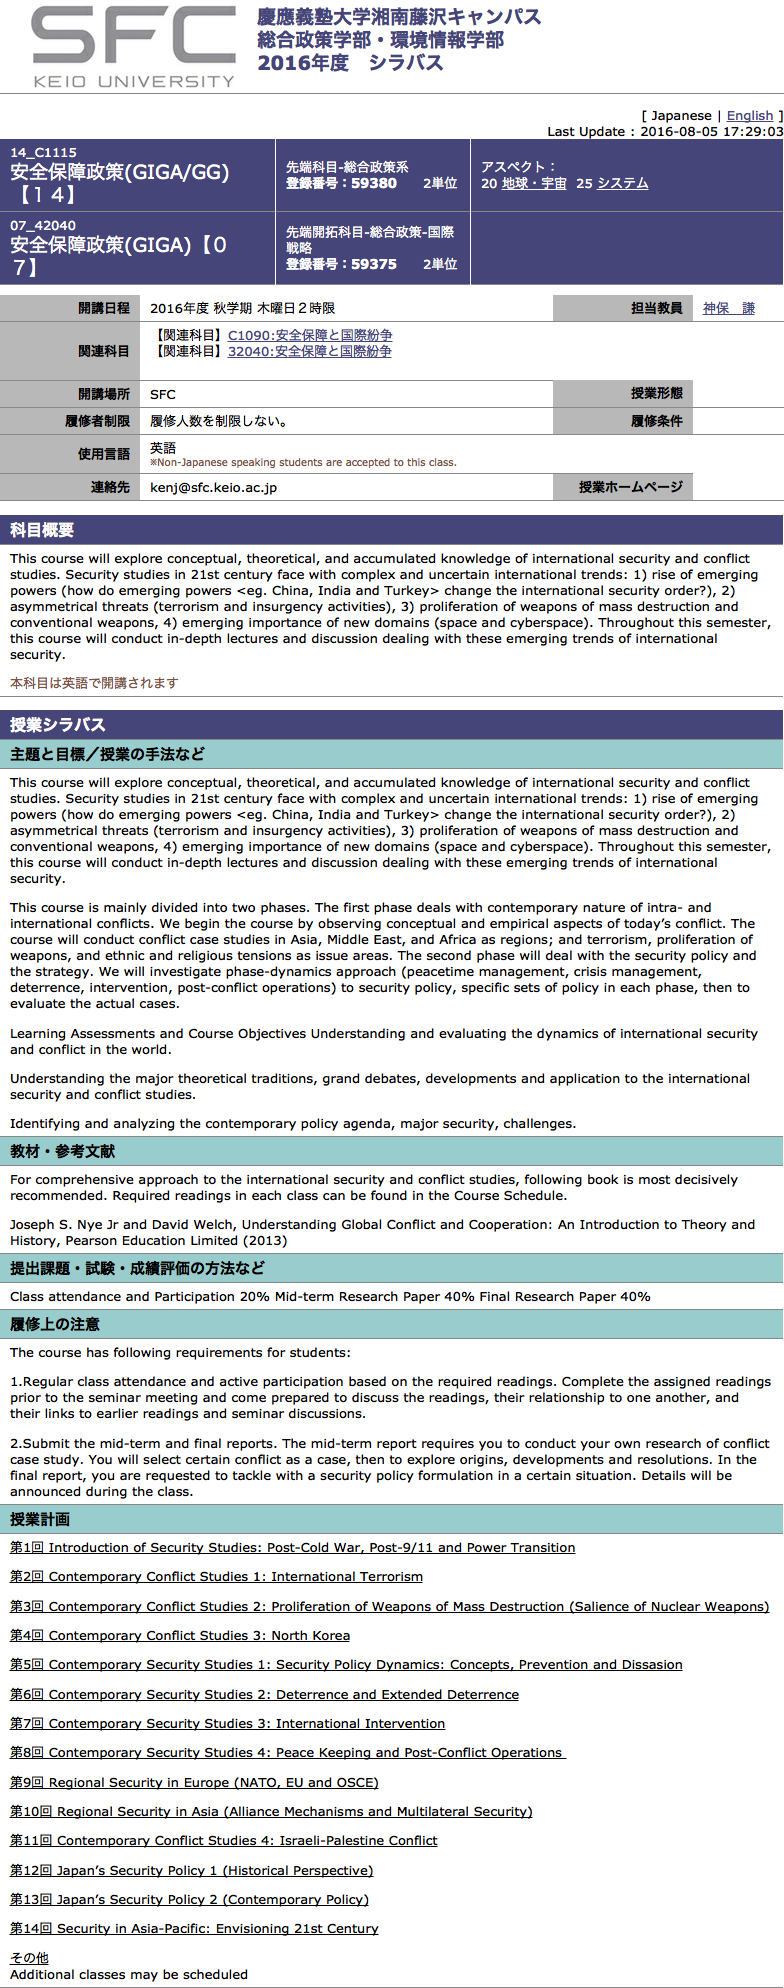 SFC
KEIO UNIVERSITY
慶應義塾大学湘南藤沢キャンパス
総合政策学部・環境情報学部
2016年度　シラバス
[ Japanese | English ]
Last Update : 2016-08-05 17:29:03
14_C1115
安全保障政策(GIGA/GG)
【１４】
先端科目-総合政策系
登録番号：59380 2単位
アスペクト：
20 地球・宇宙 25 システム
07_42040
安全保障政策(GIGA)【０
７】
先端開拓科目-総合政策-国際
戦略
登録番号：59375 2単位
開講日程 2016年度 秋学期 木曜日２時限 担当教員 神保　謙
関連科目
【関連科目】C1090:安全保障と国際紛争
【関連科目】32040:安全保障と国際紛争
開講場所 SFC 授業形態
履修者制限 履修人数を制限しない。 履修条件
使用言語 英語
※Non-Japanese speaking students are accepted to this class.
連絡先 kenj@sfc.keio.ac.jp 授業ホームページ
科目概要
This course will explore conceptual, theoretical, and accumulated knowledge of international security and conflict
studies. Security studies in 21st century face with complex and uncertain international trends: 1) rise of emerging
powers (how do emerging powers <eg. China, India and Turkey> change the international security order?), 2)
asymmetrical threats (terrorism and insurgency activities), 3) proliferation of weapons of mass destruction and
conventional weapons, 4) emerging importance of new domains (space and cyberspace). Throughout this semester,
this course will conduct in-depth lectures and discussion dealing with these emerging trends of international
security.
本科目は英語で開講されます
授業シラバス
主題と目標／授業の手法など
This course will explore conceptual, theoretical, and accumulated knowledge of international security and conflict
studies. Security studies in 21st century face with complex and uncertain international trends: 1) rise of emerging
powers (how do emerging powers <eg. China, India and Turkey> change the international security order?), 2)
asymmetrical threats (terrorism and insurgency activities), 3) proliferation of weapons of mass destruction and
conventional weapons, 4) emerging importance of new domains (space and cyberspace). Throughout this semester,
this course will conduct in-depth lectures and discussion dealing with these emerging trends of international
security.
This course is mainly divided into two phases. The first phase deals with contemporary nature of intra- and
international conflicts. We begin the course by observing conceptual and empirical aspects of today’s conflict. The
course will conduct conflict case studies in Asia, Middle East, and Africa as regions; and terrorism, proliferation of
weapons, and ethnic and religious tensions as issue areas. The second phase will deal with the security policy and
the strategy. We will investigate phase-dynamics approach (peacetime management, crisis management,
deterrence, intervention, post-conflict operations) to security policy, specific sets of policy in each phase, then to
evaluate the actual cases.
Learning Assessments and Course Objectives Understanding and evaluating the dynamics of international security
and conflict in the world.
Understanding the major theoretical traditions, grand debates, developments and application to the international
security and conflict studies.
Identifying and analyzing the contemporary policy agenda, major security, challenges.
教材・参考文献
For comprehensive approach to the international security and conflict studies, following book is most decisively
recommended. Required readings in each class can be found in the Course Schedule.
Joseph S. Nye Jr and David Welch, Understanding Global Conflict and Cooperation: An Introduction to Theory and
History, Pearson Education Limited (2013)
提出課題・試験・成績評価の方法など
Class attendance and Participation 20% Mid-term Research Paper 40% Final Research Paper 40%
履修上の注意
The course has following requirements for students:
1.Regular class attendance and active participation based on the required readings. Complete the assigned readings
prior to the seminar meeting and come prepared to discuss the readings, their relationship to one another, and
their links to earlier readings and seminar discussions.
2.Submit the mid-term and final reports. The mid-term report requires you to conduct your own research of conflict
case study. You will select certain conflict as a case, then to explore origins, developments and resolutions. In the
final report, you are requested to tackle with a security policy formulation in a certain situation. Details will be
announced during the class.
授業計画
第1回 Introduction of Security Studies: Post-Cold War, Post-9/11 and Power Transition
第2回 Contemporary Conflict Studies 1: International Terrorism
第3回 Contemporary Conflict Studies 2: Proliferation of Weapons of Mass Destruction (Salience of Nuclear Weapons)
第4回 Contemporary Conflict Studies 3: North Korea
第5回 Contemporary Security Studies 1: Security Policy Dynamics: Concepts, Prevention and Dissasion
第6回 Contemporary Security Studies 2: Deterrence and Extended Deterrence
第7回 Contemporary Security Studies 3: International Intervention
第8回 Contemporary Security Studies 4: Peace Keeping and Post-Conflict Operations
第9回 Regional Security in Europe (NATO, EU and OSCE)
第10回 Regional Security in Asia (Alliance Mechanisms and Multilateral Security)
第11回 Contemporary Conflict Studies 4: Israeli-Palestine Conflict
第12回 Japan’s Security Policy 1 (Historical Perspective)
第13回 Japan’s Security Policy 2 (Contemporary Policy)
第14回 Security in Asia-Pacific: Envisioning 21st Century
その他
Additional classes may be scheduled